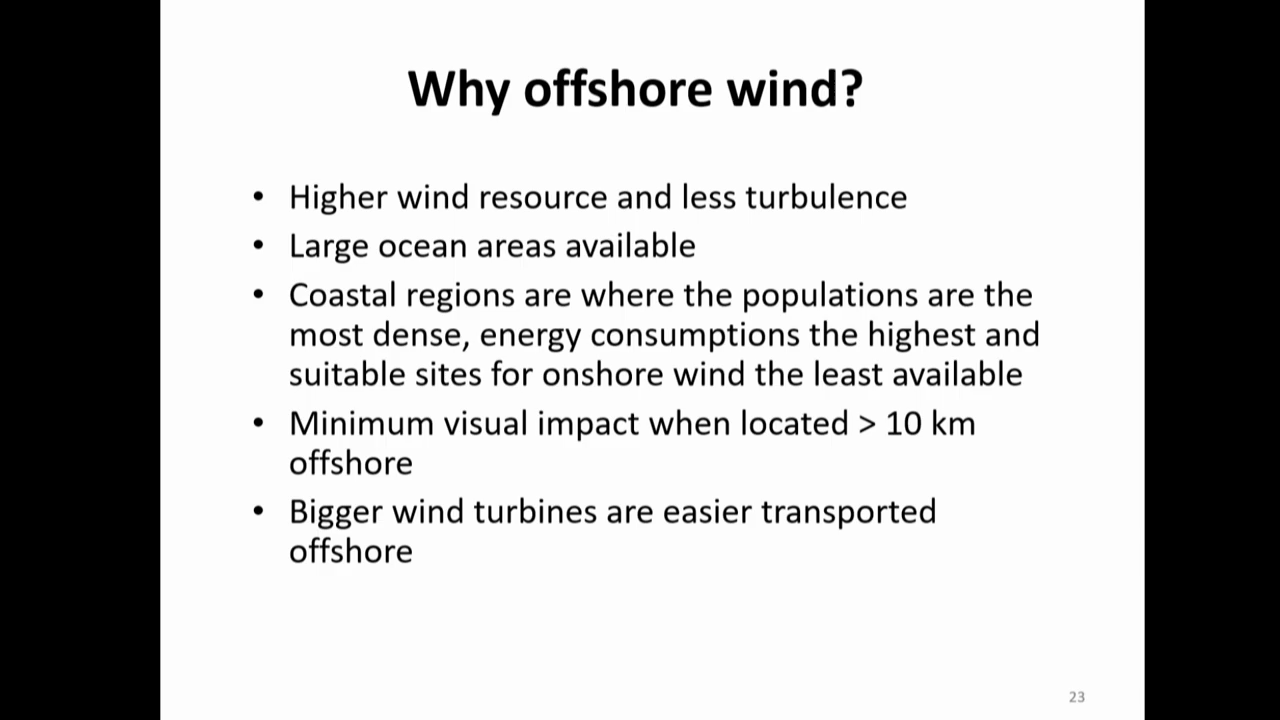 Why offshore wind?
• Higher wind resource and less turbulence
• Large ocean areas available
• Coastal regions are where the populations are the
most dense, energy consumptions the highest and
suitable sites for onshore wind the least available
• Minimum visual impact when located > 10 km
offshore
• Bigger wind turbines are easier transported
offshore
23